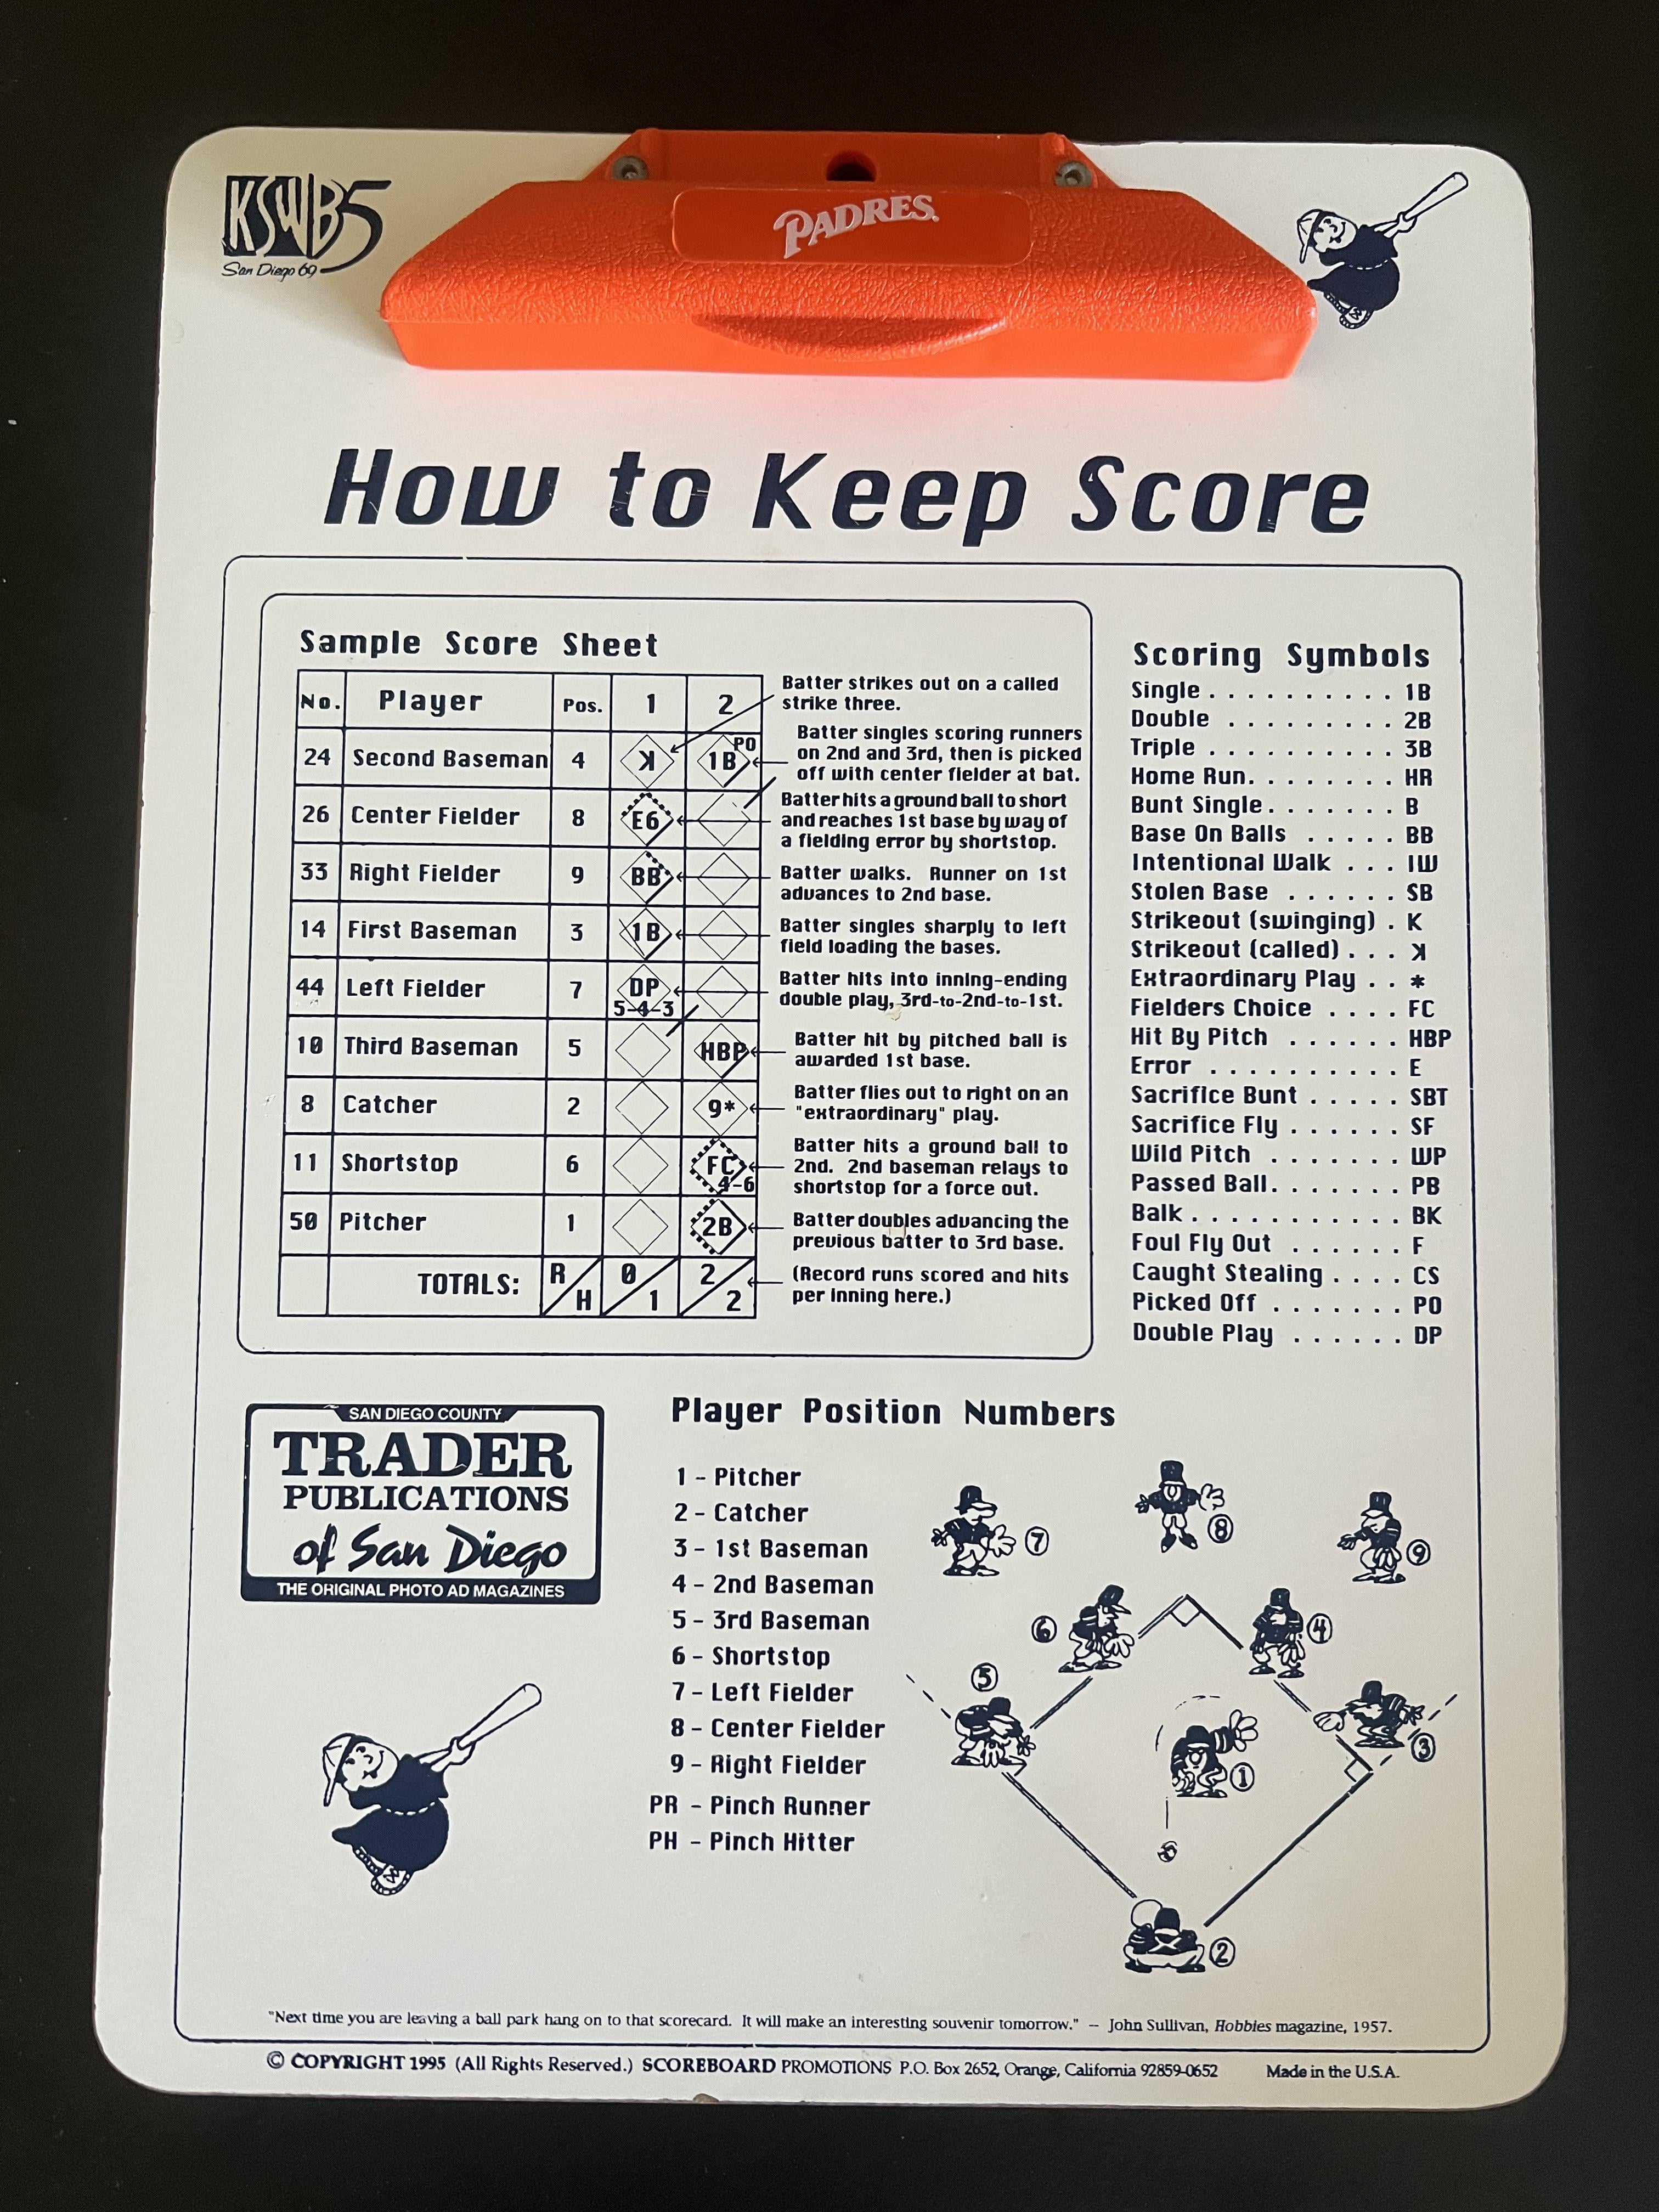 KSWB5
San Diego 69
PADRES.
How to Keep Score
Sample Score Sheet
No. Player Pos. 1 2
24 Second Baseman 4 ꓘ 1B PO
26 Center Fielder 8 E6
33 Right Fielder 9 BB
14 First Baseman 3 1B
44 Left Fielder 7 DP 5-4-3
10 Third Baseman 5 HBP
8 Catcher 2 9*
11 Shortstop 6 FC 4-6
50 Pitcher 1 2B
TOTALS: R/H 0/1 2/2
Batter strikes out on a called
strike three.
Batter singles scoring runners
on 2nd and 3rd, then is picked
off with center fielder at bat.
Batter hits a ground ball to short
and reaches 1st base by way of
a fielding error by shortstop.
Batter walks. Runner on 1st
advances to 2nd base.
Batter singles sharply to left
field loading the bases.
Batter hits into inning-ending
double play, 3rd-to-2nd-to-1st.
Batter hit by pitched ball is
awarded 1st base.
Batter flies out to right on an
"extraordinary" play.
Batter hits a ground ball to
2nd. 2nd baseman relays to
shortstop for a force out.
Batter doubles advancing the
previous batter to 3rd base.
(Record runs scored and hits
per inning here.)
Scoring Symbols
Single . . . . . . . . . . 1B
Double . . . . . . . . . 2B
Triple . . . . . . . . . . 3B
Home Run. . . . . . . . HR
Bunt Single. . . . . . . B
Base On Balls . . . . . BB
Intentional Walk . . . IW
Stolen Base . . . . . . SB
Strikeout (swinging) . K
Strikeout (called) . . . ꓘ
Extraordinary Play . . *
Fielders Choice . . . . FC
Hit By Pitch . . . . . . HBP
Error . . . . . . . . . . E
Sacrifice Bunt . . . . . SBT
Sacrifice Fly . . . . . . SF
Wild Pitch . . . . . . . WP
Passed Ball. . . . . . . PB
Balk . . . . . . . . . . . BK
Foul Fly Out . . . . . . F
Caught Stealing . . . . CS
Picked Off . . . . . . . PO
Double Play . . . . . . DP
SAN DIEGO COUNTY
TRADER
PUBLICATIONS
of San Diego
THE ORIGINAL PHOTO AD MAGAZINES
Player Position Numbers
1 - Pitcher
2 - Catcher
3 - 1st Baseman
4 - 2nd Baseman
5 - 3rd Baseman
6 - Shortstop
7 - Left Fielder
8 - Center Fielder
9 - Right Fielder
PR - Pinch Runner
PH - Pinch Hitter
7
8
9
6
4
5
3
1
2
"Next time you are leaving a ball park hang on to that scorecard. It will make an interesting souvenir tomorrow." — John Sullivan, Hobbies magazine, 1957.
© COPYRIGHT 1995 (All Rights Reserved.) SCOREBOARD PROMOTIONS P.O. Box 2652, Orange, California 92859-0652 Made in the U.S.A.